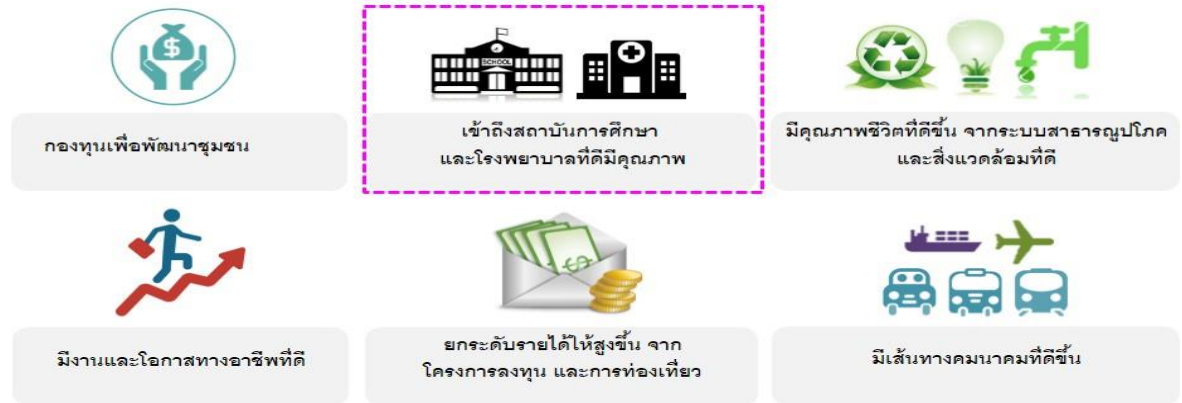 $
SCHOOL
กองทุนเพื่อพัฒนาชุมชน
เข้าถึงสถาบันการศึกษา
และโรงพยาบาลที่ดีมีคุณภาพ
มีคุณภาพชีวิตที่ดีขึ้น จากระบบสาธารณูปโภค
และสิ่งแวดล้อมที่ดี
$
มีงานและโอกาสทางอาชีพที่ดี
ยกระดับรายได้ให้สูงขึ้น จาก
โครงการลงทุน และการท่องเที่ยว
มีเส้นทางคมนาคมที่ดีขึ้น